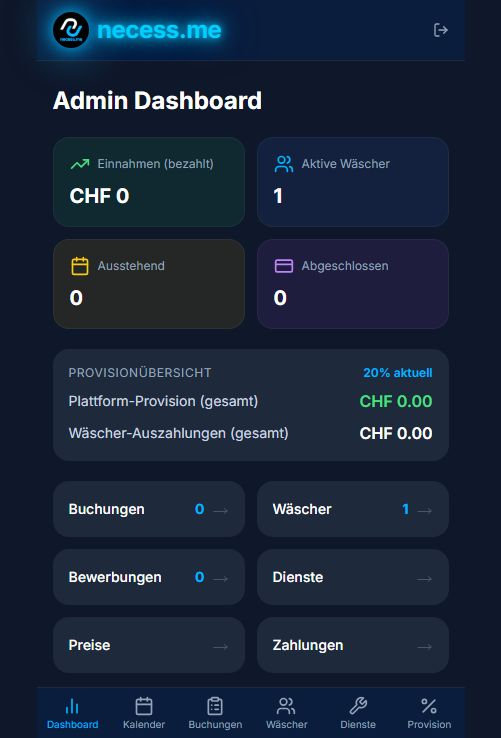 necess.me
necess.me
Admin Dashboard
Einnahmen (bezahlt)
CHF 0
Aktive Wäscher
1
Ausstehend
0
Abgeschlossen
0
PROVISIONÜBERSICHT 20% aktuell
Plattform-Provision (gesamt) CHF 0.00
Wäscher-Auszahlungen (gesamt) CHF 0.00
Buchungen 0 →
Wäscher 1 →
Bewerbungen 0 →
Dienste →
Preise →
Zahlungen →
Dashboard Kalender Buchungen Wäscher Dienste Provision